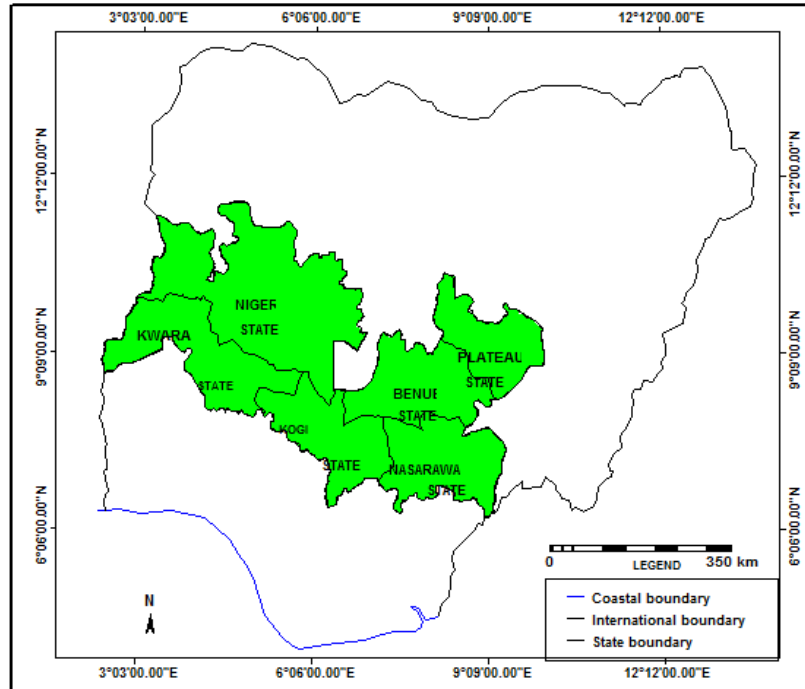 3°03'00.00"E 6°06'00.00"E 9°09'00.00"E 12°12'00.00"E
12°12'00.00"N
12°12'00.00"N
9°09'00.00"N
9°09'00.00"N
6°06'00.00"N
6°06'00.00"N
NIGER
STATE
KWARA
STATE
PLATEAU
STATE
BENUE
STATE
KOGI
STATE
NASARAWA
STATE
0 350 km
LEGEND
Coastal boundary
International boundary
State boundary
N
3°03'00.00"E 6°06'00.00"E 9°09'00.00"E 12°12'00.00"E